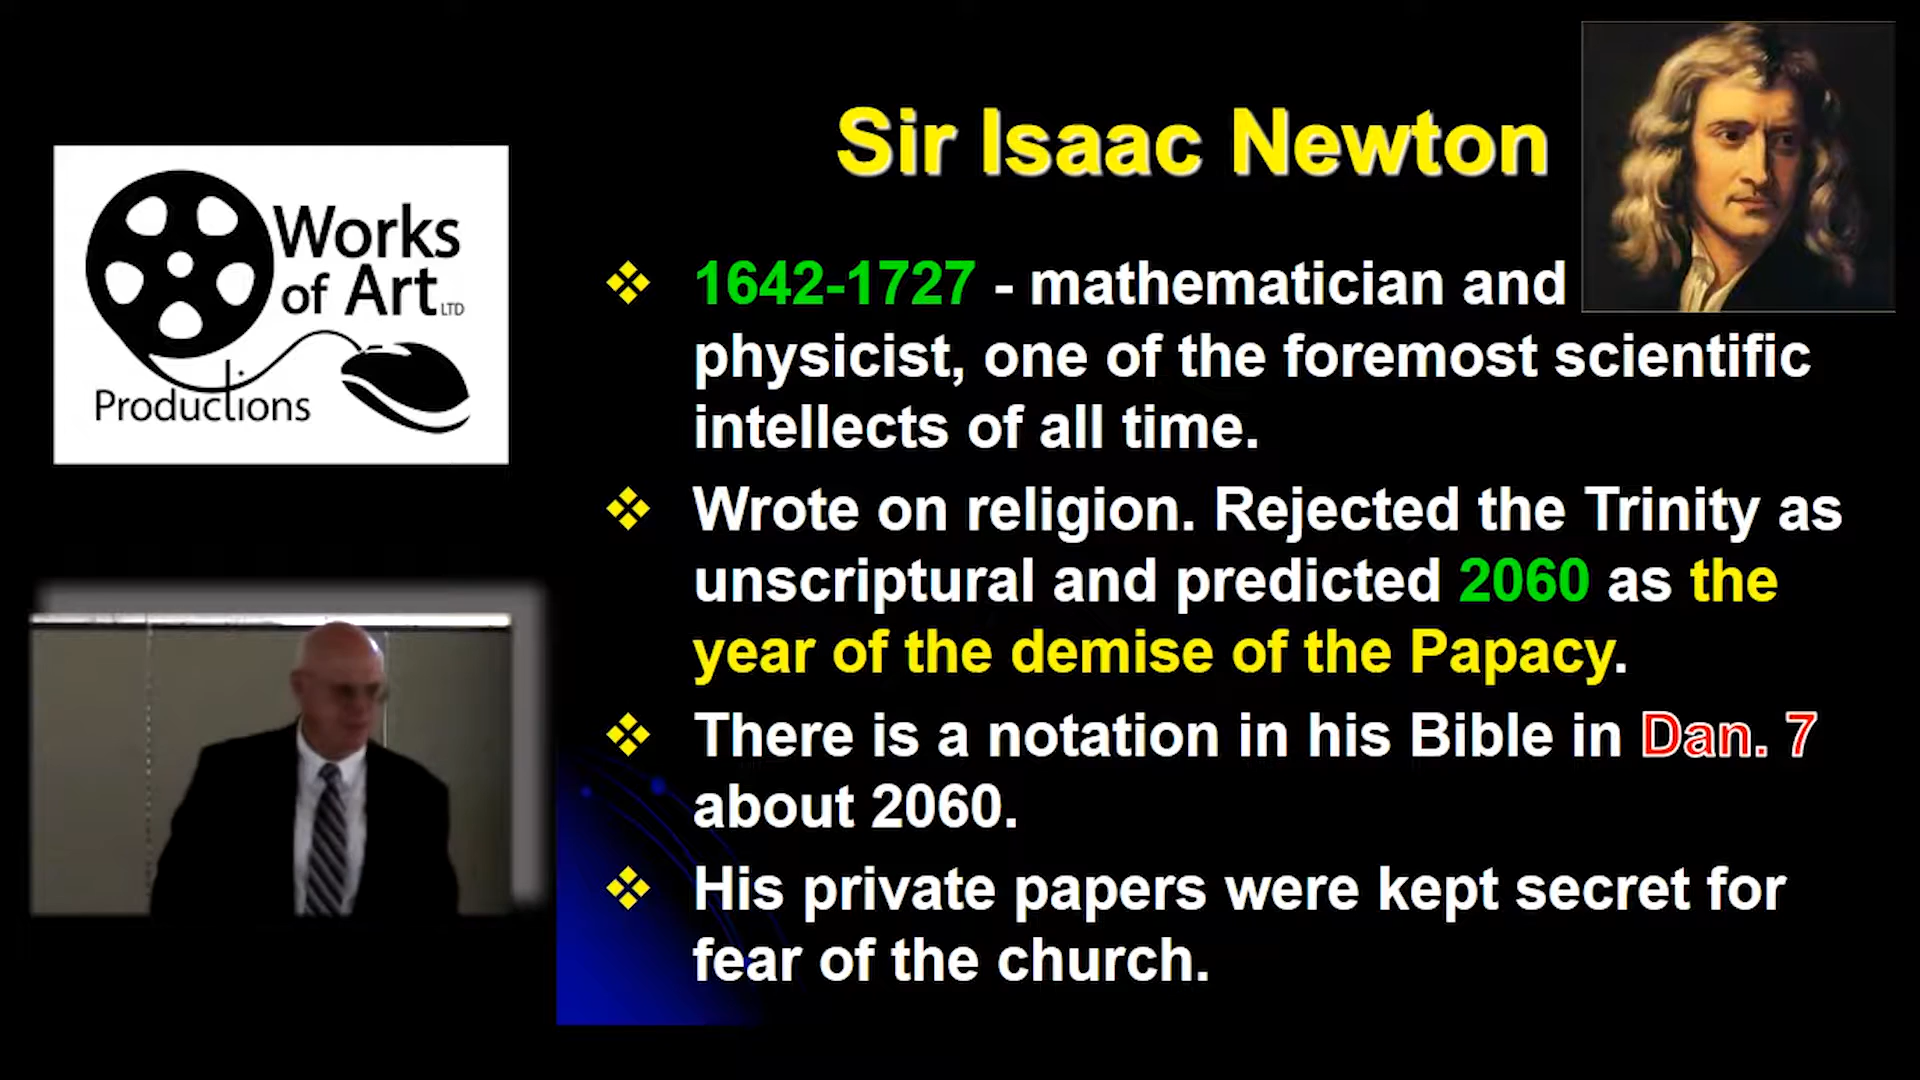 Works
of Art LTD
Productions
Sir Isaac Newton
1642-1727 - mathematician and
physicist, one of the foremost scientific
intellects of all time.
Wrote on religion. Rejected the Trinity as
unscriptural and predicted 2060 as the
year of the demise of the Papacy.
There is a notation in his Bible in Dan. 7
about 2060.
His private papers were kept secret for
fear of the church.